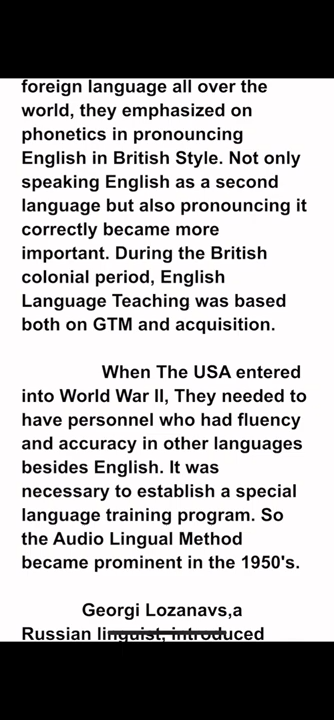 foreign language all over the
world, they emphasized on
phonetics in pronouncing
English in British Style. Not only
speaking English as a second
language but also pronouncing it
correctly became more
important. During the British
colonial period, English
Language Teaching was based
both on GTM and acquisition.
When The USA entered
into World War II, They needed to
have personnel who had fluency
and accuracy in other languages
besides English. It was
necessary to establish a special
language training program. So
the Audio Lingual Method
became prominent in the 1950's.
Georgi Lozanavs,a
Russian linguist, introduced